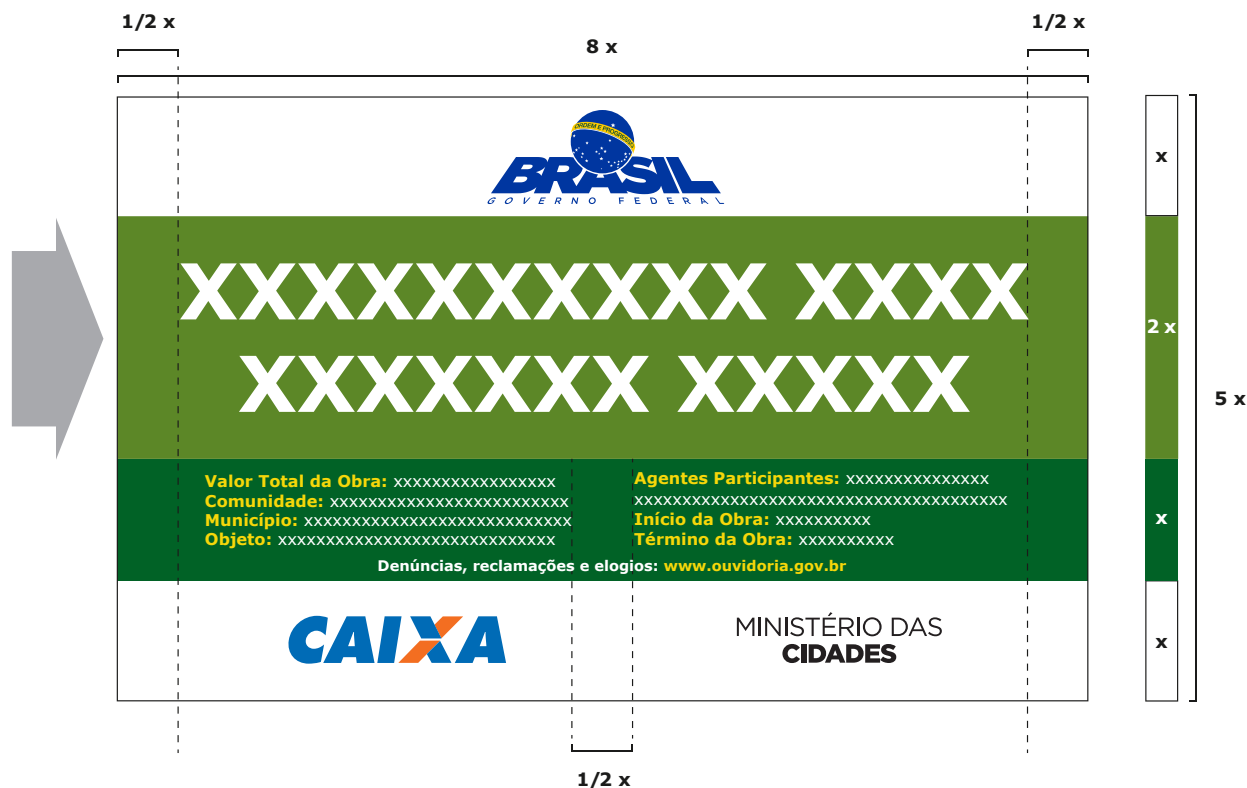 1/2 x
1/2 x
8 x
ORDEM E PROGRESSO
BRASIL
GOVERNO FEDERAL
x
XXXXXXXXXX XXXX
XXXXXXX XXXXX
2 x
5 x
Valor Total da Obra: xxxxxxxxxxxxxxxxx
Comunidade: xxxxxxxxxxxxxxxxxxxxxxxxx
Município: xxxxxxxxxxxxxxxxxxxxxxxxxxxx
Objeto: xxxxxxxxxxxxxxxxxxxxxxxxxxxxx
Agentes Participantes: xxxxxxxxxxxxxxx
xxxxxxxxxxxxxxxxxxxxxxxxxxxxxxxxxxxxxxx
Início da Obra: xxxxxxxxxx
Término da Obra: xxxxxxxxxx
Denúncias, reclamações e elogios: www.ouvidoria.gov.br
x
CAIXA
MINISTÉRIO DAS
CIDADES
x
1/2 x